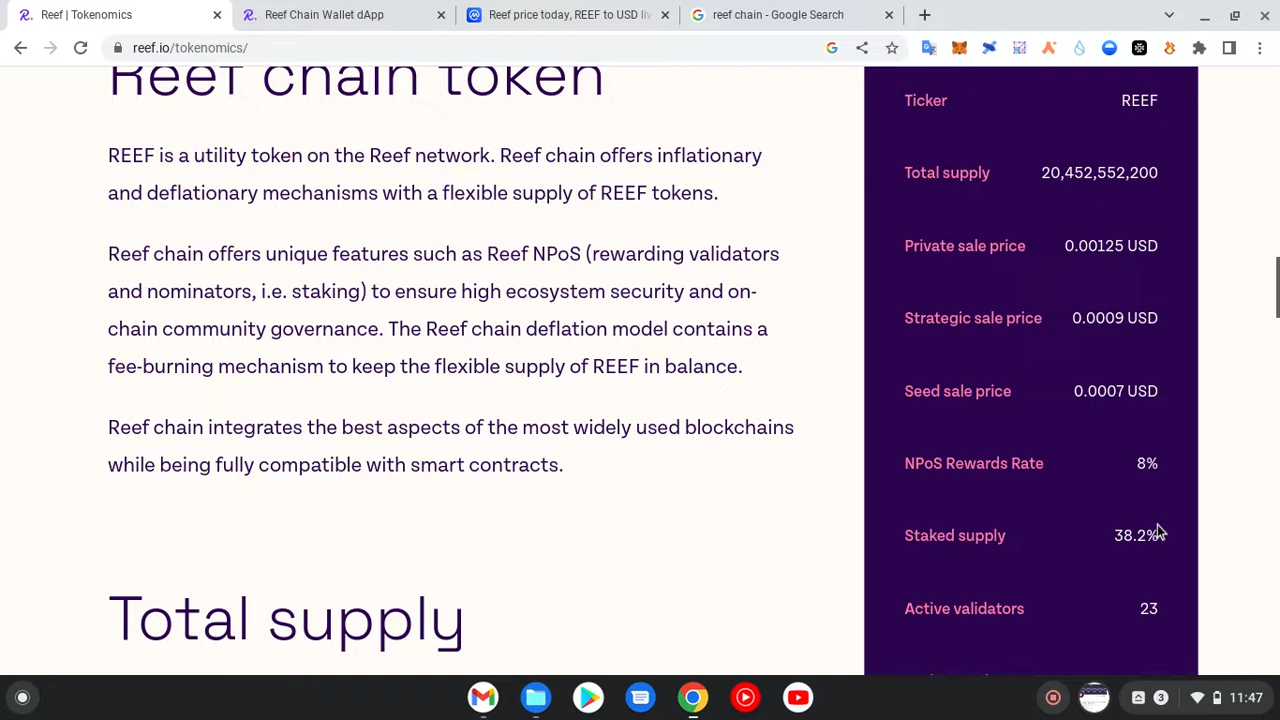 Reef | Tokenomics
Reef Chain Wallet dApp
Reef price today, REEF to USD liv
reef chain - Google Search
reef.io/tokenomics/
Reef chain token
REEF is a utility token on the Reef network. Reef chain offers inflationary
and deflationary mechanisms with a flexible supply of REEF tokens.
Reef chain offers unique features such as Reef NPoS (rewarding validators
and nominators, i.e. staking) to ensure high ecosystem security and on-
chain community governance. The Reef chain deflation model contains a
fee-burning mechanism to keep the flexible supply of REEF in balance.
Reef chain integrates the best aspects of the most widely used blockchains
while being fully compatible with smart contracts.
Total supply
Ticker REEF
Total supply 20,452,552,200
Private sale price 0.00125 USD
Strategic sale price 0.0009 USD
Seed sale price 0.0007 USD
NPoS Rewards Rate 8%
Staked supply 38.2%
Active validators 23
3 11:47